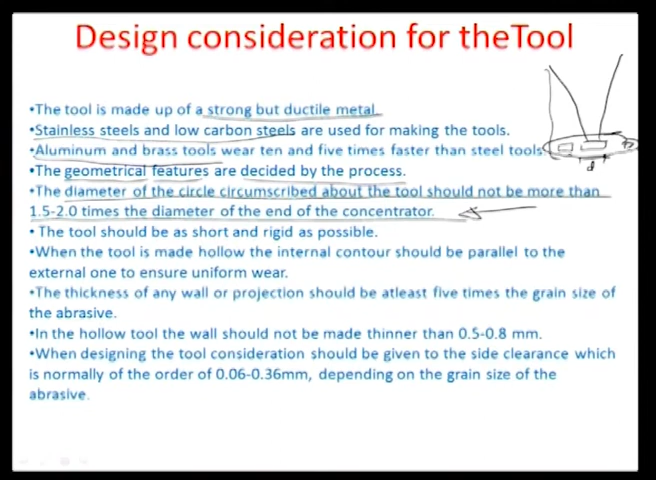 Design consideration for theTool
•The tool is made up of a strong but ductile metal.
•Stainless steels and low carbon steels are used for making the tools.
•Aluminum and brass tools wear ten and five times faster than steel tools.
•The geometrical features are decided by the process.
•The diameter of the circle circumscribed about the tool should not be more than
1.5-2.0 times the diameter of the end of the concentrator.
• The tool should be as short and rigid as possible.
•When the tool is made hollow the internal contour should be parallel to the
external one to ensure uniform wear.
•The thickness of any wall or projection should be atleast five times the grain size of
the abrasive.
•In the hollow tool the wall should not be made thinner than 0.5-0.8 mm.
•When designing the tool consideration should be given to the side clearance which
is normally of the order of 0.06-0.36mm, depending on the grain size of the
abrasive.
d